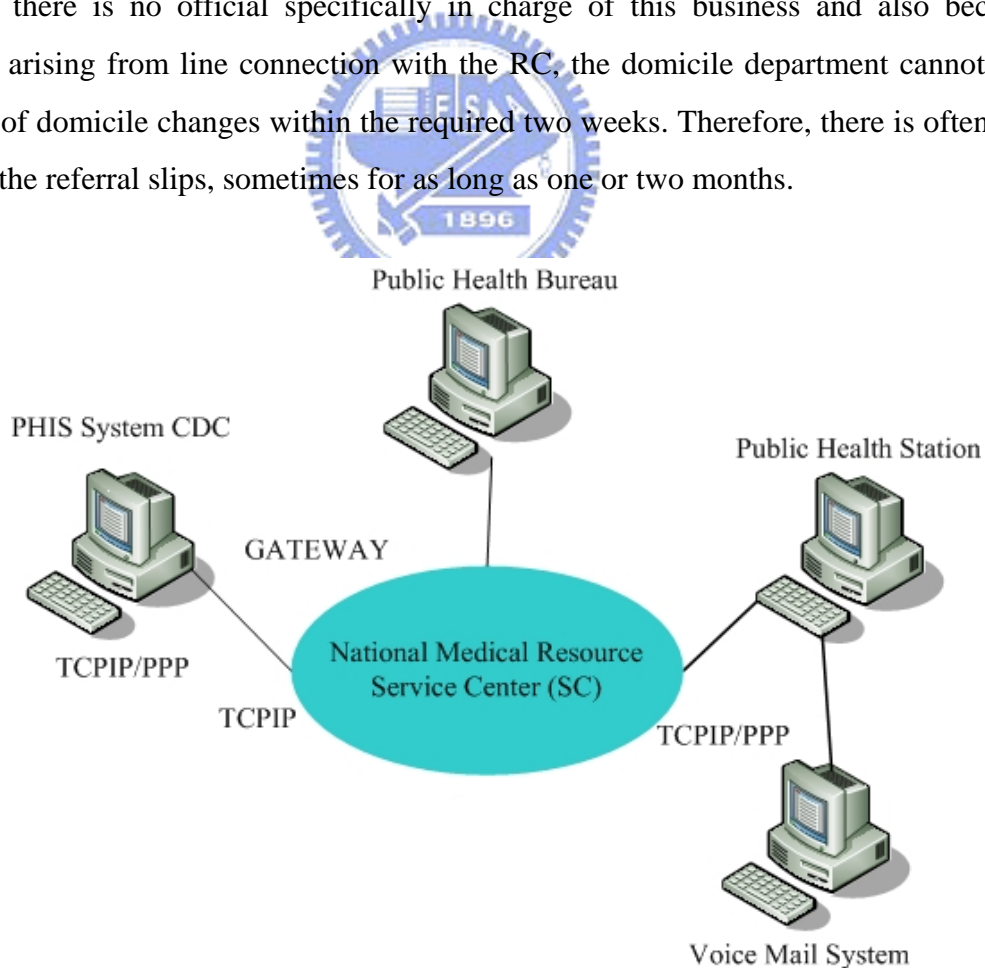 there is no official specifically in charge of this business and also bec
arising from line connection with the RC, the domicile department cannot
of domicile changes within the required two weeks. Therefore, there is often
the referral slips, sometimes for as long as one or two months.
ES
1896
Public Health Bureau
PHIS System CDC
Public Health Station
GATEWAY
National Medical Resource
Service Center (SC)
TCPIP/PPP
TCPIP
TCPIP/PPP
Voice Mail System